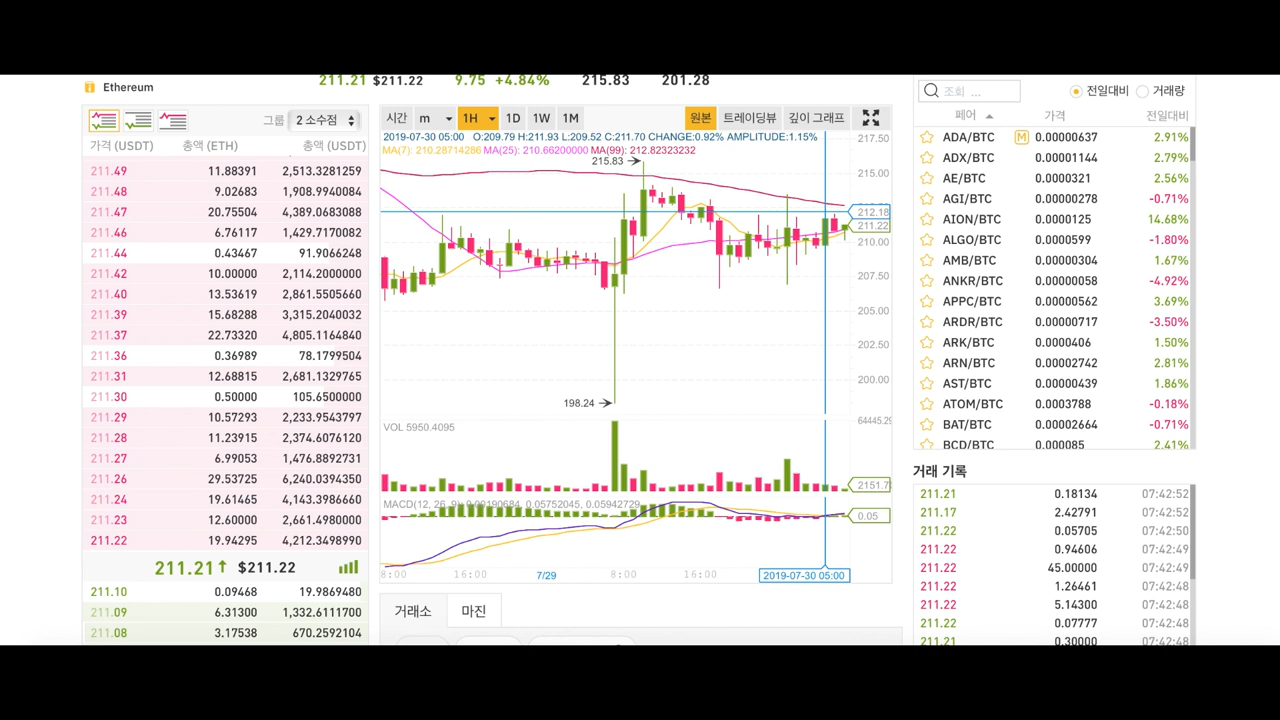 Ethereum
211.21 $211.22 9.75 +4.84% 215.83 201.28
그룹 2 소수점
가격 (USDT) 총액 (ETH) 총액 (USDT)
211.49 11.88391 2,513.3281259
211.48 9.02683 1,908.9940084
211.47 20.75504 4,389.0683088
211.46 6.76117 1,429.7170082
211.44 0.43467 91.9066248
211.42 10.00000 2,114.2000000
211.40 13.53619 2,861.5505660
211.39 15.68288 3,315.2040032
211.37 22.73320 4,805.1164840
211.36 0.36989 78.1799504
211.31 12.68815 2,681.1329765
211.30 0.50000 105.6500000
211.29 10.57293 2,233.9543797
211.28 11.23915 2,374.6076120
211.27 6.99053 1,476.8892731
211.26 29.53725 6,240.0394350
211.24 19.61465 4,143.3986660
211.23 12.60000 2,661.4980000
211.22 19.94295 4,212.3498990
211.21↑ $211.22
211.10 0.09468 19.9869480
211.09 6.31300 1,332.6111700
211.08 3.17538 670.2592104
시간 m 1H 1D 1W 1M 원본 트레이딩뷰 깊이 그래프
2019-07-30 05:00 O:209.79 H:211.93 L:209.52 C:211.70 CHANGE:0.92% AMPLITUDE:1.15%
MA(7): 210.28714286 MA(25): 210.66200000 MA(99): 212.82323232
217.50
215.83
215.00
212.18
211.22
210.00
207.50
205.00
202.50
200.00
198.24
VOL 5950.4095
64445.29
2151.7
MACD(12, 26, 9): 0.00190684, 0.05752045, 0.05942729
0.05
8:00 16:00 7/29 8:00 16:00 2019-07-30 05:00
거래소 마진
조회 ... 전일대비 거래량
페어 가격 전일대비
ADA/BTC M 0.00000637 2.91%
ADX/BTC 0.00001144 2.79%
AE/BTC 0.0000321 2.56%
AGI/BTC 0.00000278 -0.71%
AION/BTC 0.0000125 14.68%
ALGO/BTC 0.0000599 -1.80%
AMB/BTC 0.00000304 1.67%
ANKR/BTC 0.00000058 -4.92%
APPC/BTC 0.00000562 3.69%
ARDR/BTC 0.00000717 -3.50%
ARK/BTC 0.0000406 1.50%
ARN/BTC 0.00002742 2.81%
AST/BTC 0.00000439 1.86%
ATOM/BTC 0.0003788 -0.18%
BAT/BTC 0.00002664 -0.71%
BCD/BTC 0.000085 2.41%
거래 기록
211.21 0.18134 07:42:52
211.17 2.42791 07:42:52
211.22 0.05705 07:42:50
211.22 0.94606 07:42:49
211.22 45.00000 07:42:49
211.22 1.26461 07:42:48
211.22 5.14300 07:42:48
211.22 0.07777 07:42:48
211.21 0.30000 07:42:48